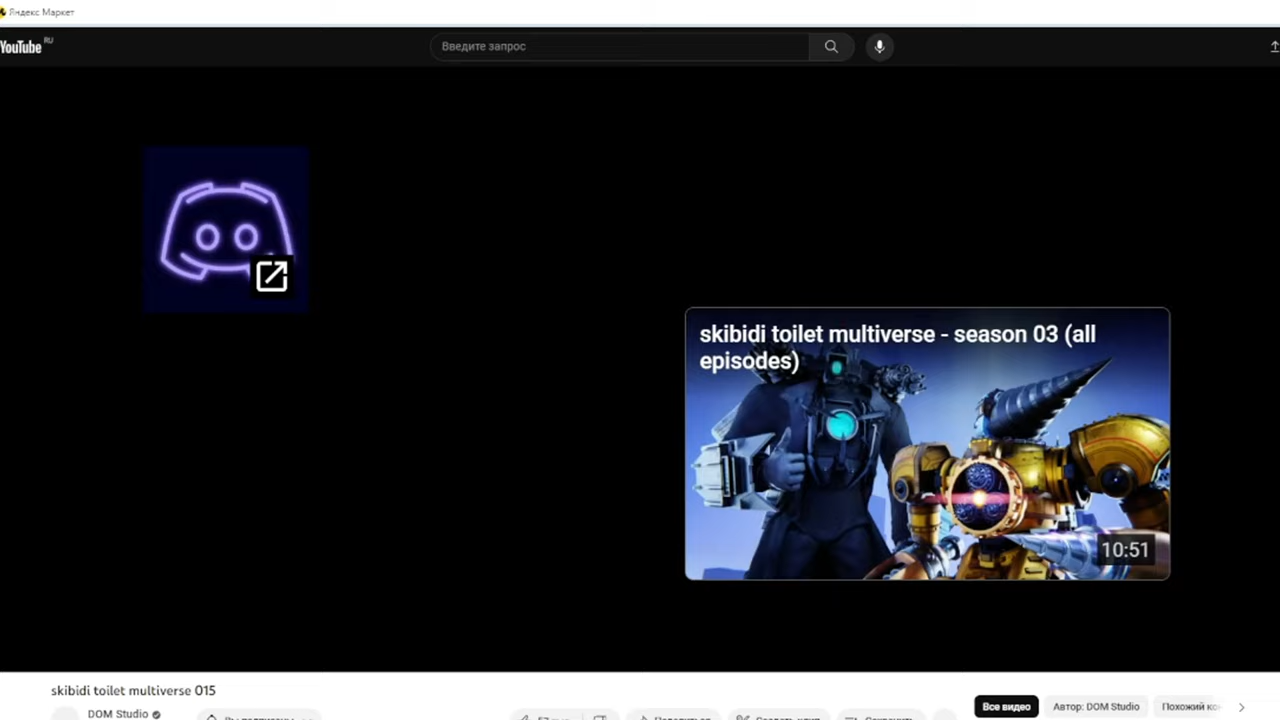 Яндекс Маркет
YouTube RU
Введите запрос
skibidi toilet multiverse - season 03 (all
episodes)
10:51
skibidi toilet multiverse 015
DOM Studio
Все видео
Автор: DOM Studio
Похожий